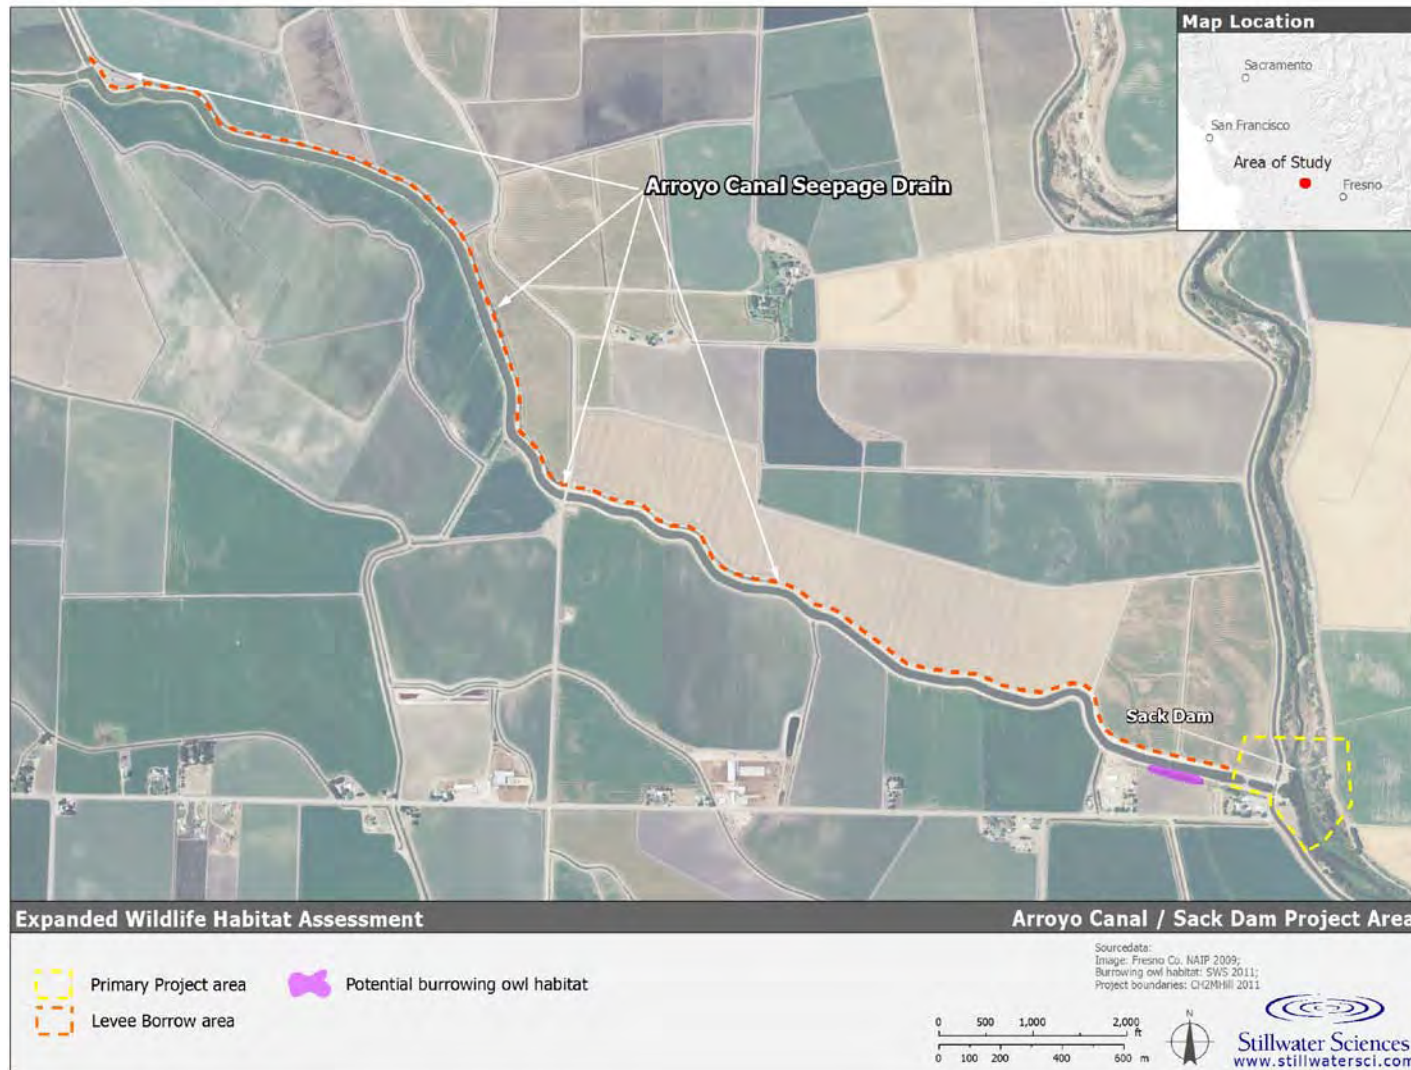 Map Location
Sacramento
San Francisco
Area of Study
Fresno
Arroyo Canal Seepage Drain
Sack Dam
Expanded Wildlife Habitat Assessment
Arroyo Canal / Sack Dam Project Area
Primary Project area
Potential burrowing owl habitat
Levee Borrow area
Sourcedata:
Image: Fresno Co. NAIP 2009;
Burrowing owl habitat: SWS 2011;
Project boundaries: CH2MHill 2011
0 500 1,000 2,000 ft
0 100 200 400 600 m
N
Stillwater Sciences
www.stillwatersci.com